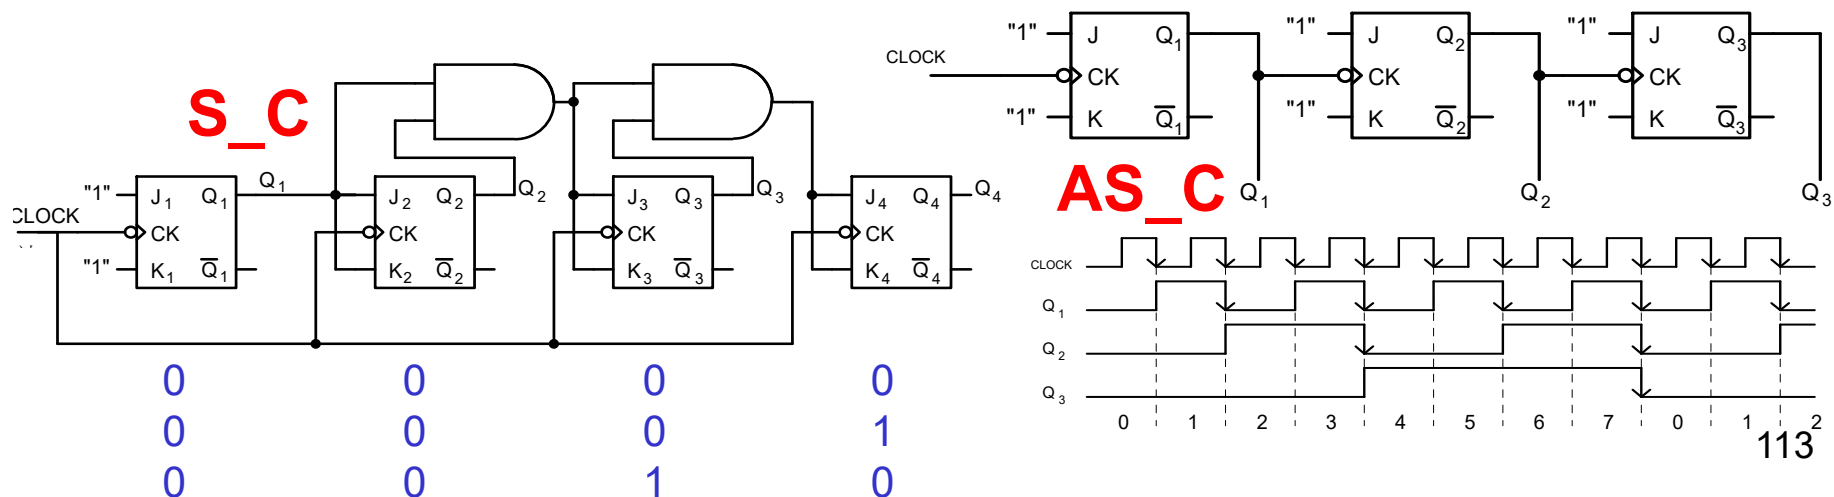 S_C
"1" J1 Q1 Q1 J2 Q2 Q2 J3 Q3 Q3 J4 Q4 Q4
CLOCK CK CK CK CK
"1" K1 Q̅1 K2 Q̅2 K3 Q̅3 K4 Q̅4
0 0 0 0
0 0 0 1
0 0 1 0
"1" J Q1 "1" J Q2 "1" J Q3
CLOCK CK CK CK
"1" K Q̅1 "1" K Q̅2 "1" K Q̅3
AS_C Q1 Q2 Q3
CLOCK
Q1
Q2
Q3
0 1 2 3 4 5 6 7 0 1 2
113